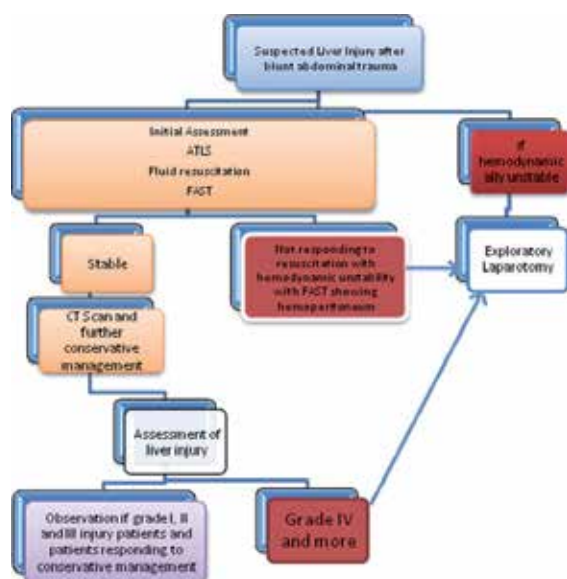 Suspected Liver Injury after
blunt abdominal trauma
Initial Assessment
ATLS
Fluid resuscitation
FAST
If
hemodynamic
ally unstable
Stable
Not responding to
resuscitation with
hemodynamic instability
with FAST showing
hemoperitoneum
Exploratory
Laparotomy
CT Scan and
further
conservative
management
Assessment of
liver injury
Observation if grade I, II
and III injury patients and
patients responding to
conservative management
Grade IV
and more